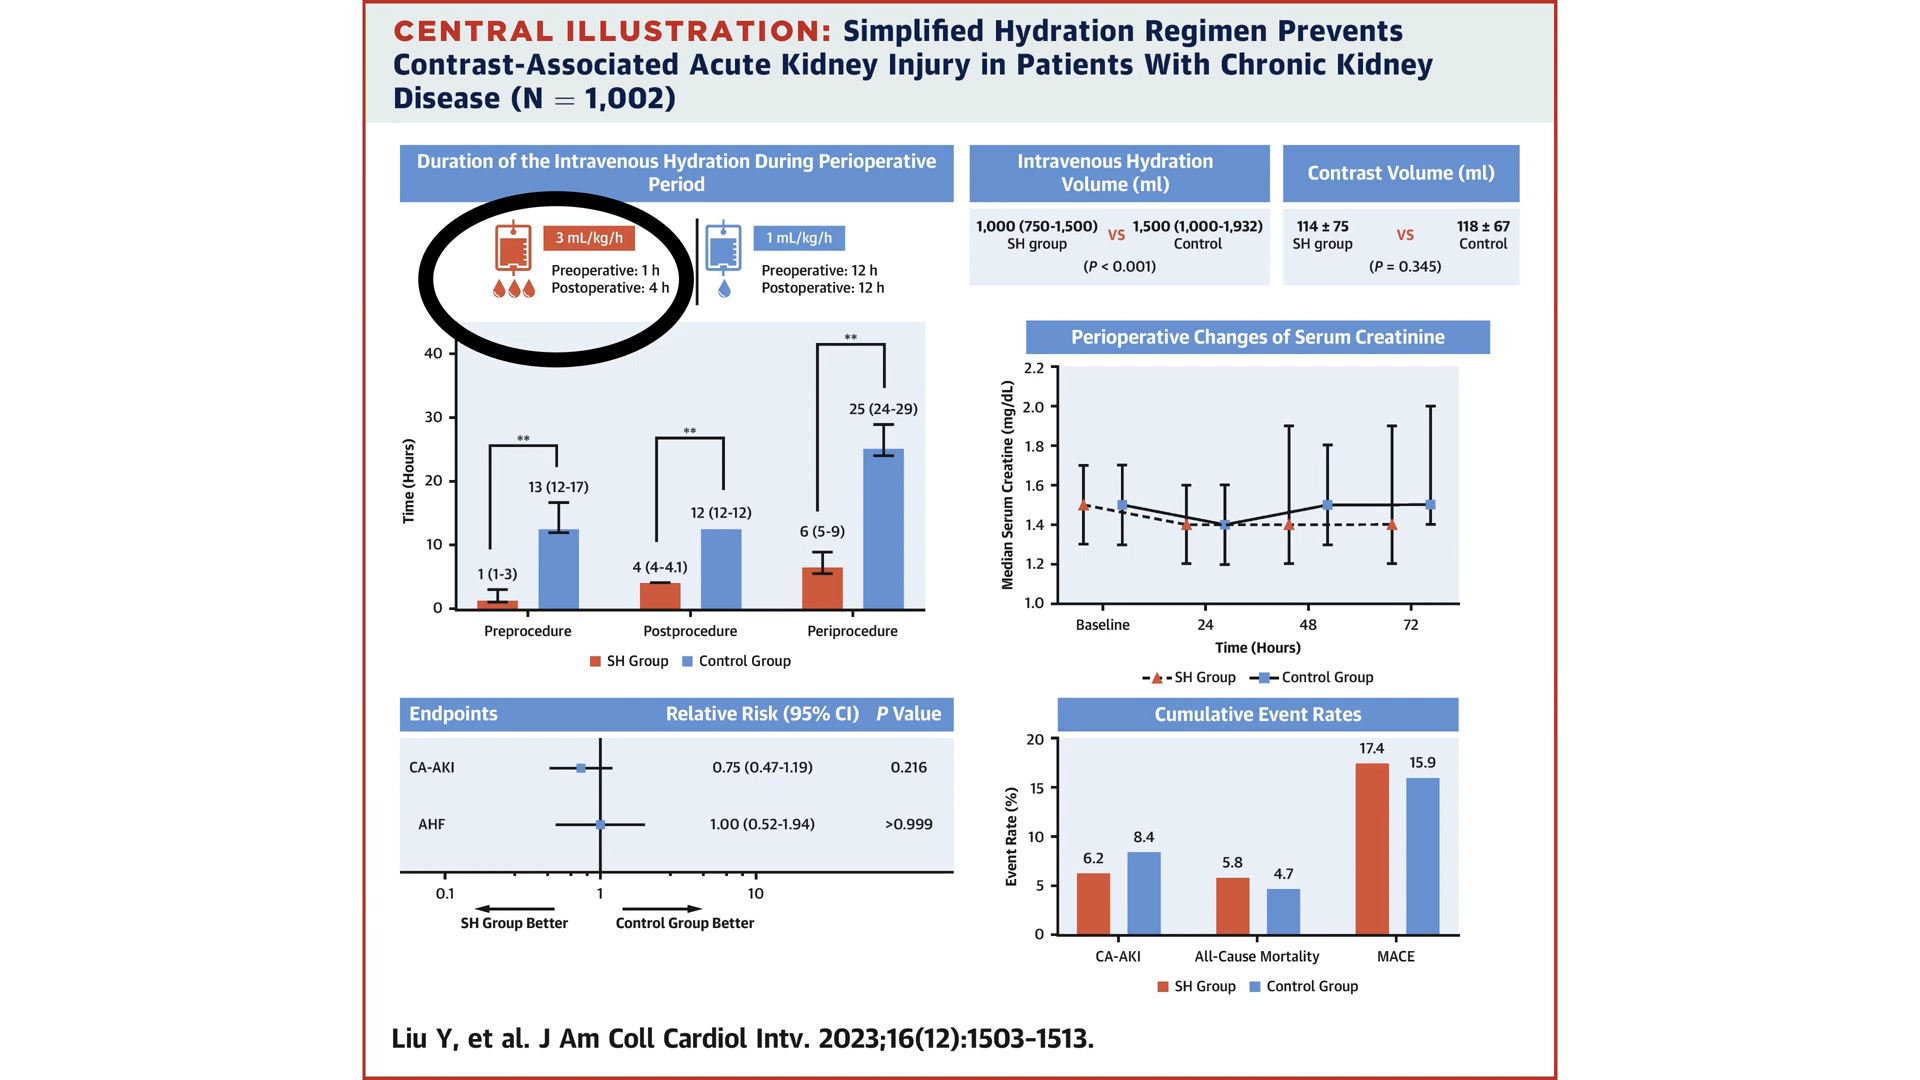 CENTRAL ILLUSTRATION: Simplified Hydration Regimen Prevents
Contrast-Associated Acute Kidney Injury in Patients With Chronic Kidney
Disease (N = 1,002)
Duration of the Intravenous Hydration During Perioperative
Period
3 mL/kg/h
Preoperative: 1 h
Postoperative: 4 h
1 mL/kg/h
Preoperative: 12 h
Postoperative: 12 h
Time (Hours)
40
30
20
10
0
1 (1-3)
13 (12-17)
**
4 (4-4.1)
12 (12-12)
**
6 (5-9)
25 (24-29)
**
Preprocedure
Postprocedure
Periprocedure
SH Group
Control Group
Intravenous Hydration
Volume (ml)
1,000 (750-1,500) VS 1,500 (1,000-1,932)
SH group Control
(P < 0.001)
Contrast Volume (ml)
114 ± 75 VS 118 ± 67
SH group Control
(P = 0.345)
Perioperative Changes of Serum Creatinine
Median Serum Creatine (mg/dL)
2.2
2.0
1.8
1.6
1.4
1.2
1.0
Baseline
24
48
72
Time (Hours)
SH Group
Control Group
Endpoints Relative Risk (95% CI) P Value
CA-AKI 0.75 (0.47-1.19) 0.216
AHF 1.00 (0.52-1.94) >0.999
0.1
1
10
SH Group Better
Control Group Better
Cumulative Event Rates
Event Rate (%)
20
15
10
5
0
6.2
8.4
5.8
4.7
17.4
15.9
CA-AKI
All-Cause Mortality
MACE
SH Group
Control Group
Liu Y, et al. J Am Coll Cardiol Intv. 2023;16(12):1503–1513.